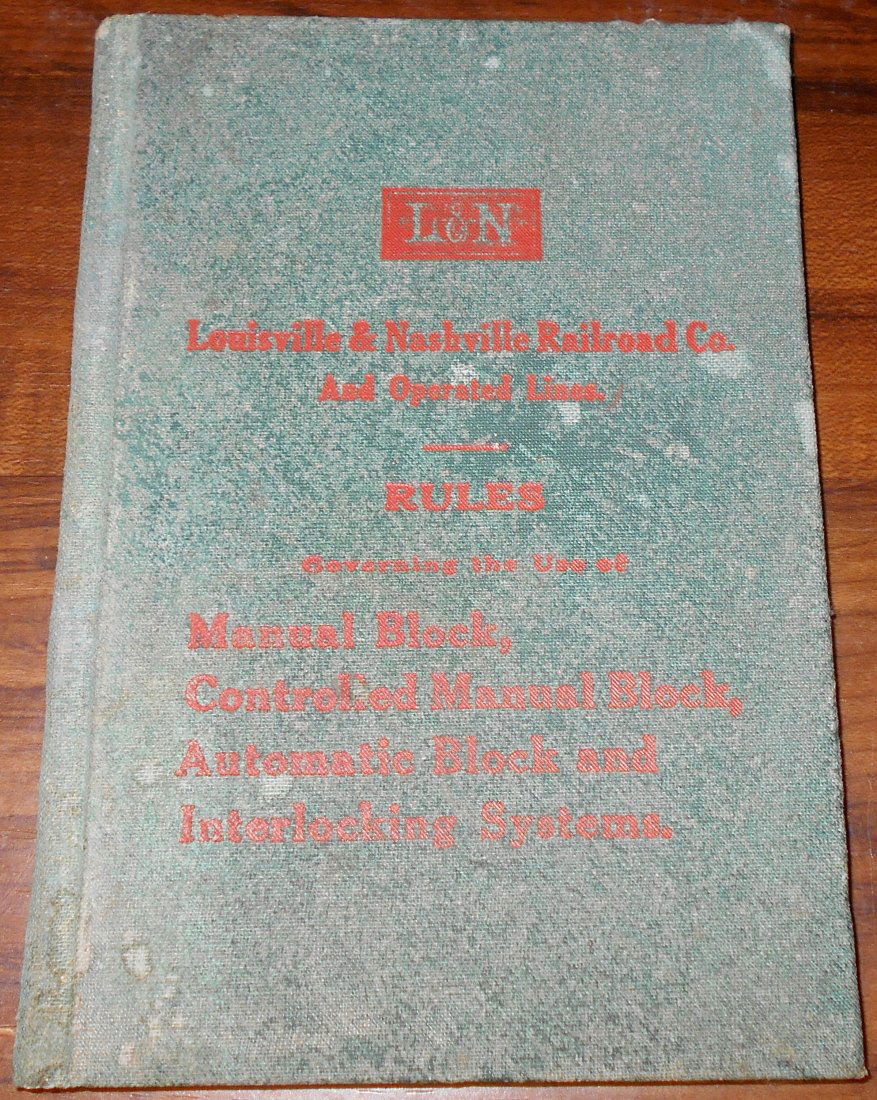 L&N
Louisville & Nashville Railroad Co.
And Operated Lines.
RULES
Governing the Use of
Manual Block,
Controlled Manual Block,
Automatic Block and
Interlocking Systems.